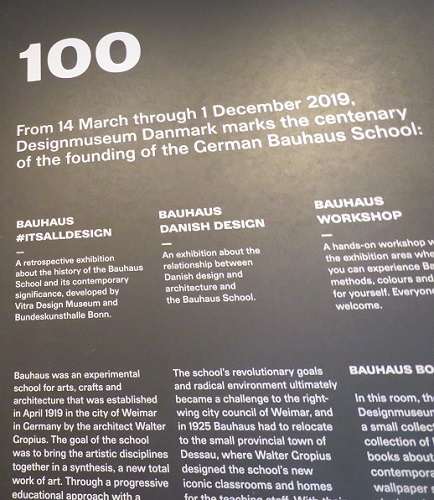 100
From 14 March through 1 December 2019,
Designmuseum Danmark marks the centenary
of the founding of the German Bauhaus School:
BAUHAUS
#ITSALLDESIGN
—
A retrospective exhibition
about the history of the Bauhaus
School and its contemporary
significance, developed by
Vitra Design Museum and
Bundeskunsthalle Bonn.
BAUHAUS
DANISH DESIGN
—
An exhibition about the
relationship between
Danish design and
architecture and
the Bauhaus School.
BAUHAUS
WORKSHOP
—
A hands-on workshop w
the exhibition area whe
you can experience Ba
methods, colours and
for yourself. Everyone
welcome.
Bauhaus was an experimental
school for arts, crafts and
architecture that was established
in April 1919 in the city of Weimar
in Germany by the architect Walter
Gropius. The goal of the school
was to bring the artistic disciplines
together in a synthesis, a new total
work of art. Through a progressive
educational approach with a
The school's revolutionary goals
and radical environment ultimately
became a challenge to the right-
wing city council of Weimar, and
in 1925 Bauhaus had to relocate
to the small provincial town of
Dessau, where Walter Gropius
designed the school's new
iconic classrooms and homes
for the teaching staff. With
BAUHAUS BO
In this room, the
Designmuseum
a small collect
collection of
books about
contempora
wallpaper